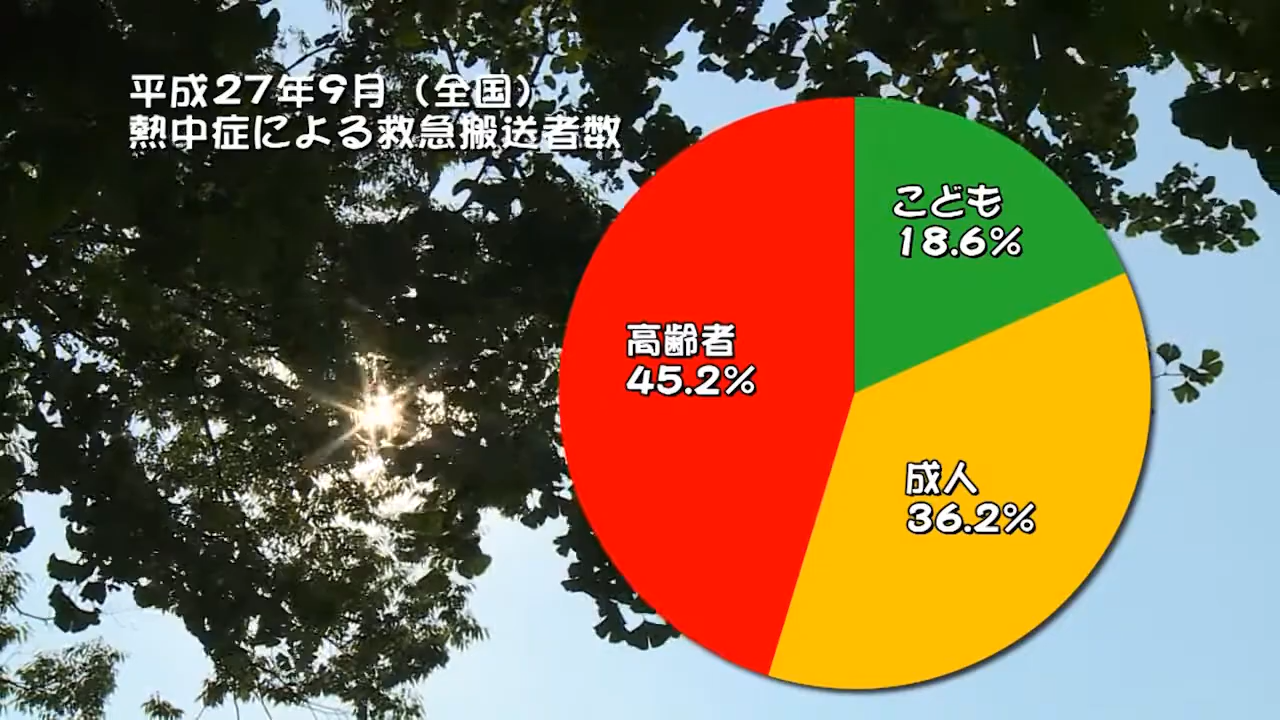 平成27年9月（全国）
熱中症による救急搬送者数
こども
18.6%
高齢者
45.2%
成人
36.2%